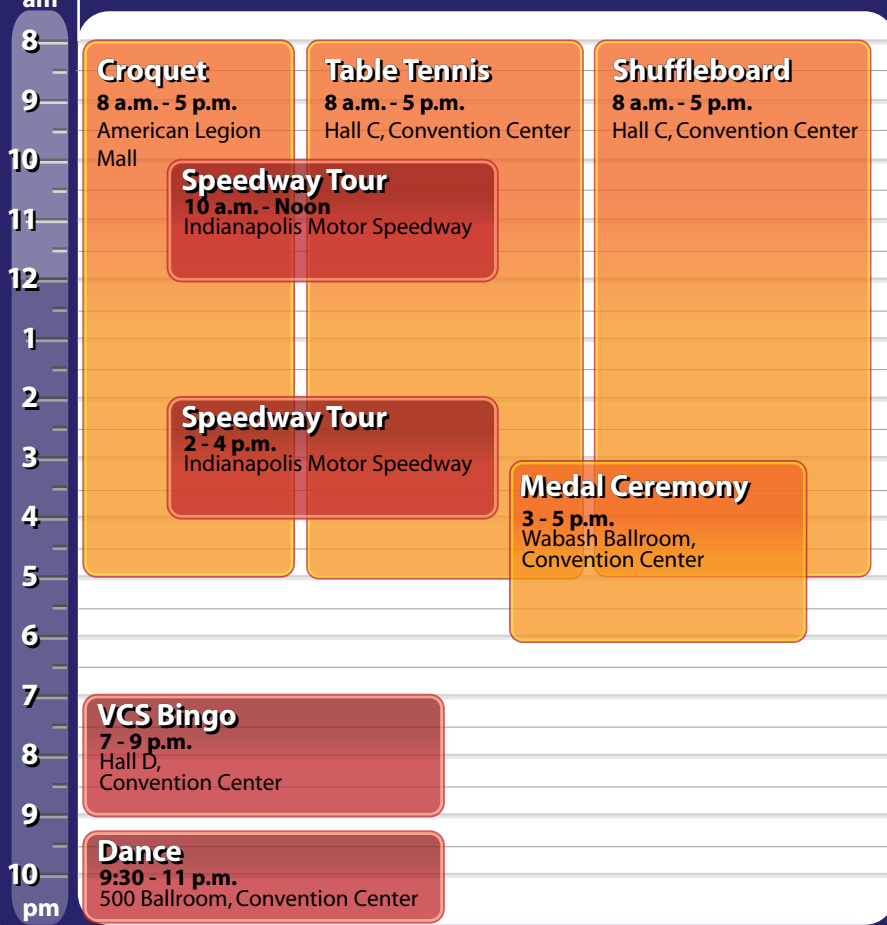 am
8
9
10
11
12
1
2
3
4
5
6
7
8
9
10
pm
Croquet
8 a.m. - 5 p.m.
American Legion
Mall
Table Tennis
8 a.m. - 5 p.m.
Hall C, Convention Center
Shuffleboard
8 a.m. - 5 p.m.
Hall C, Convention Center
Speedway Tour
10 a.m. - Noon
Indianapolis Motor Speedway
Speedway Tour
2 - 4 p.m.
Indianapolis Motor Speedway
Medal Ceremony
3 - 5 p.m.
Wabash Ballroom,
Convention Center
VCS Bingo
7 - 9 p.m.
Hall D,
Convention Center
Dance
9:30 - 11 p.m.
500 Ballroom, Convention Center